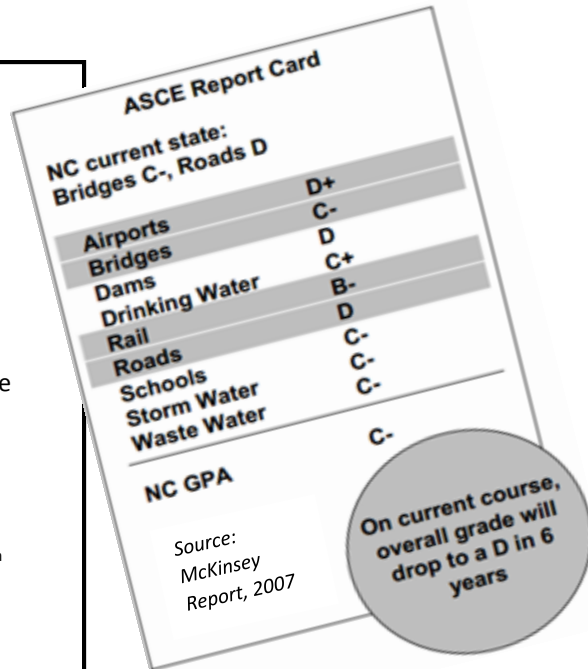 ASCE Report Card
NC current state:
Bridges C-, Roads D
Airports D+
Bridges C-
Dams D
Drinking Water C+
Rail B-
Roads D
Schools C-
Storm Water C-
Waste Water C-
NC GPA C-
Source:
McKinsey
Report, 2007
On current course,
overall grade will
drop to a D in 6
years